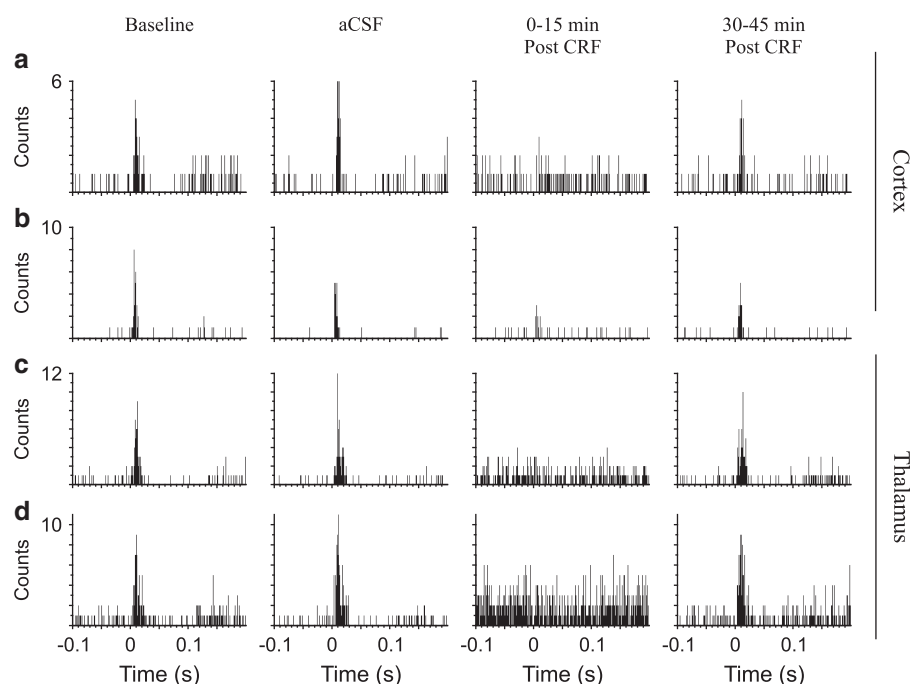 Baseline aCSF 0-15 min 30-45 min
Post CRF Post CRF
a
6
Counts
Cortex
b
10
Counts
c
12
Counts
Thalamus
d
10
Counts
-0.1 0 0.1 -0.1 0 0.1 -0.1 0 0.1 -0.1 0 0.1
Time (s) Time (s) Time (s) Time (s)